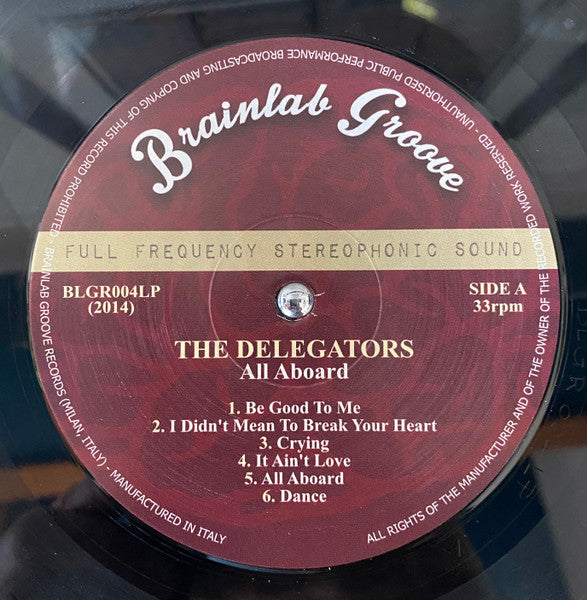 Brainlab Groove
FULL FREQUENCY STEREOPHONIC SOUND
BLGR004LP
(2014)
SIDE A
33rpm
THE DELEGATORS
All Aboard
1. Be Good To Me
2. I Didn't Mean To Break Your Heart
3. Crying
4. It Ain't Love
5. All Aboard
6. Dance
ALL RIGHTS OF THE MANUFACTURER AND OF THE OWNER OF THE RECORDED WORK RESERVED - UNAUTHORISED PUBLIC PERFORMANCE BROADCASTING AND COPYING OF THIS RECORD PROHIBITED - BRAINLAB GROOVE RECORDS (MILAN, ITALY) - MANUFACTURED IN ITALY